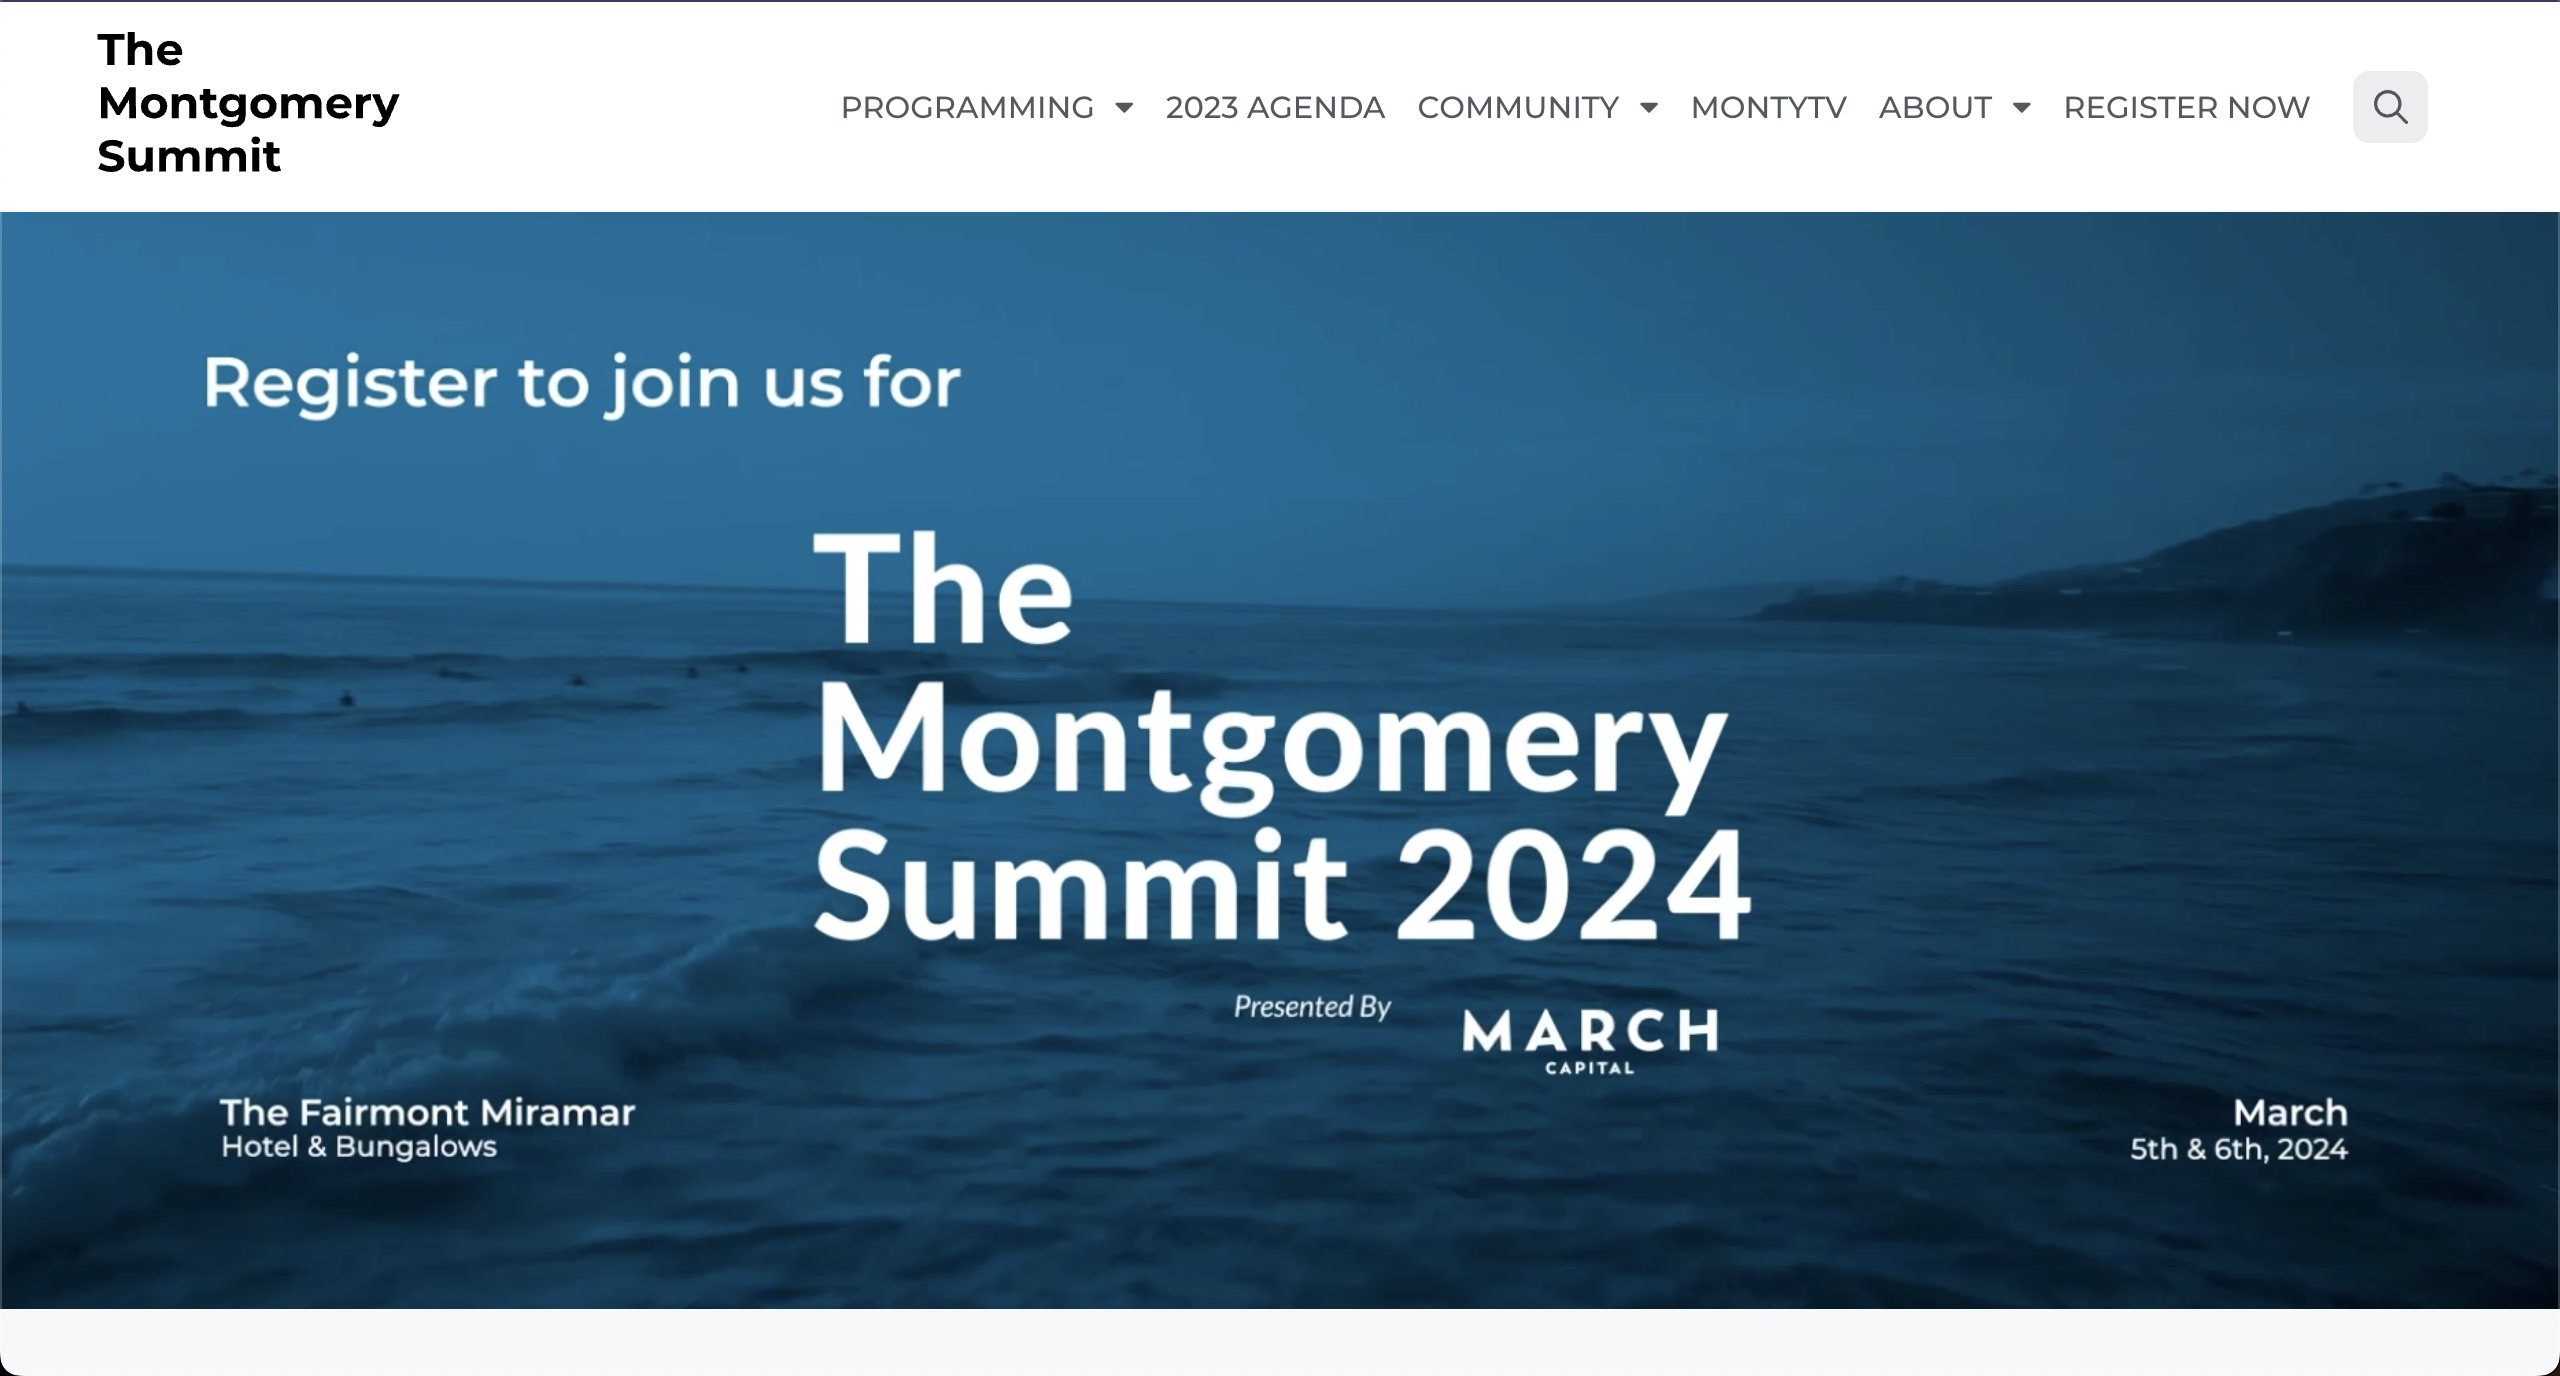 The
Montgomery
Summit
PROGRAMMING 2023 AGENDA COMMUNITY MONTYTV ABOUT REGISTER NOW
Register to join us for
The
Montgomery
Summit 2024
Presented By
MARCH
CAPITAL
The Fairmont Miramar
Hotel & Bungalows
March
5th & 6th, 2024